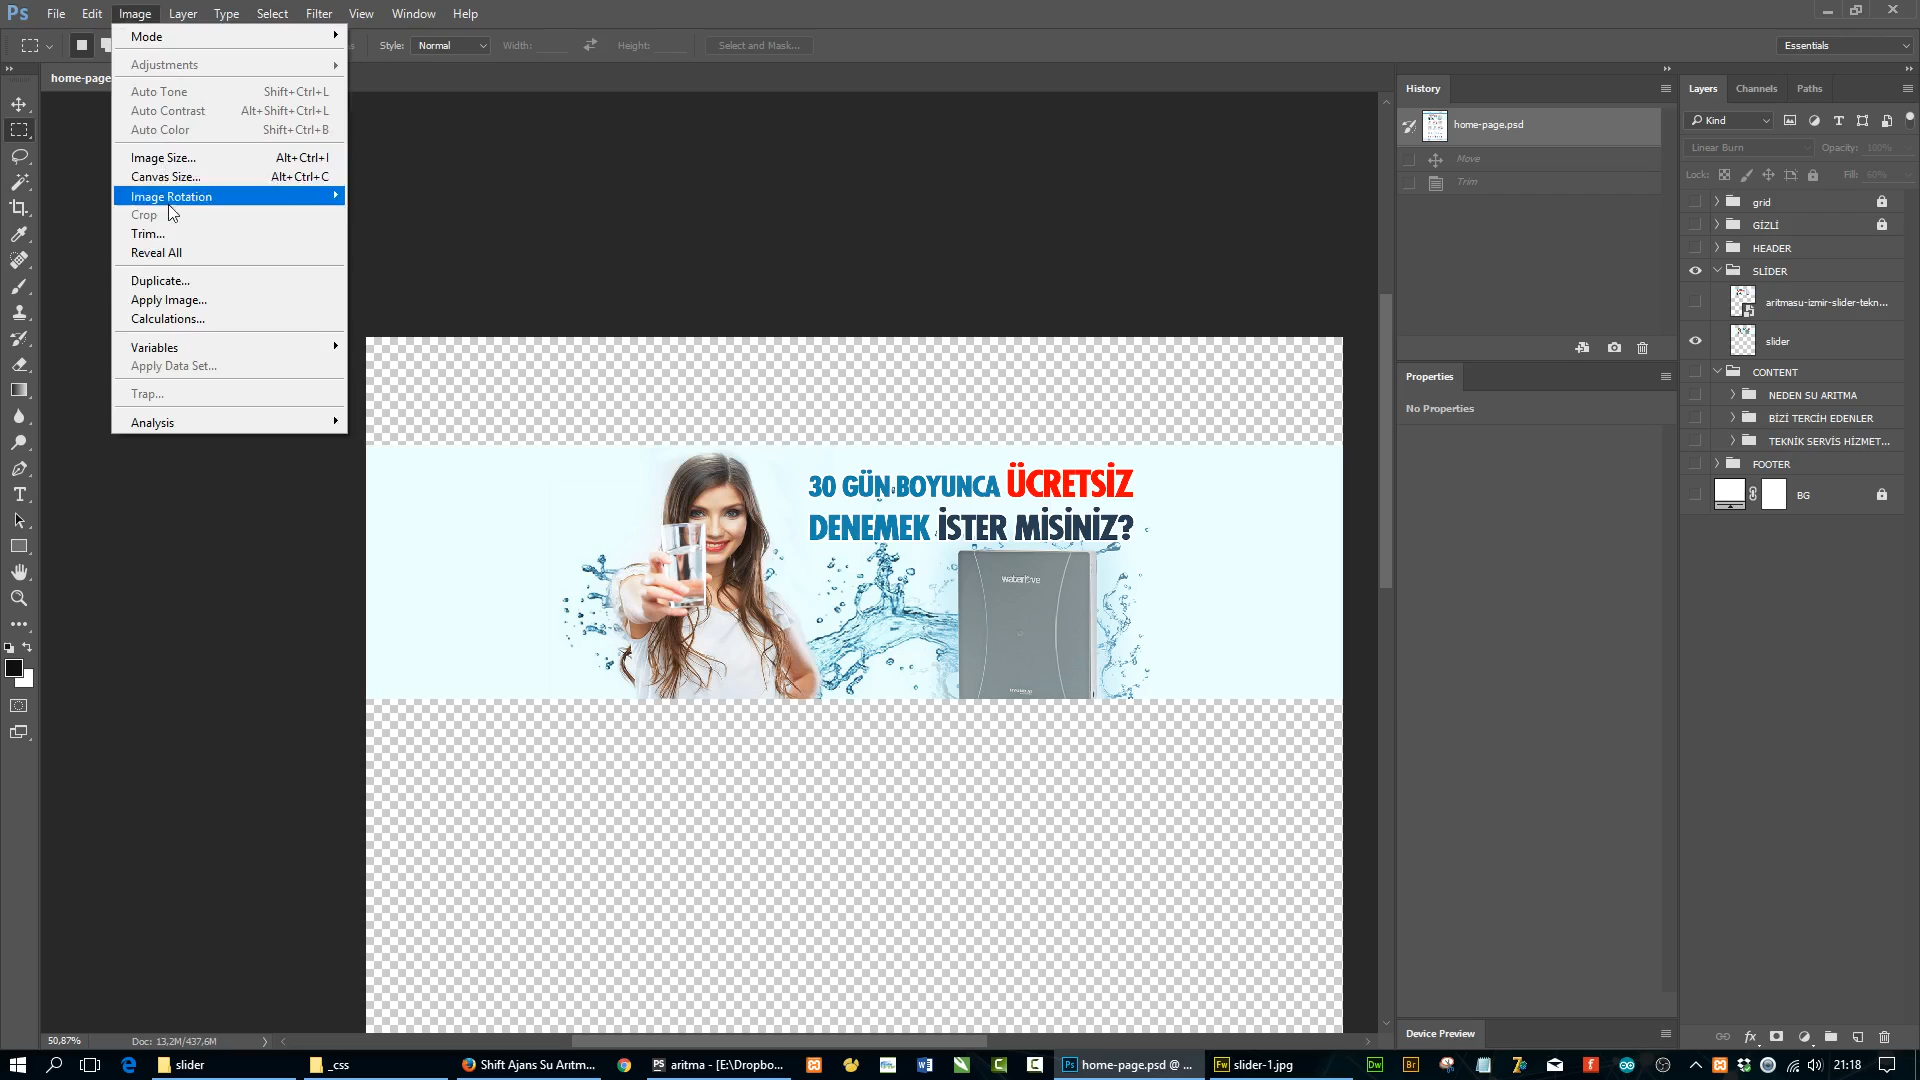 Ps File Edit Image Layer Type Select Filter View Window Help
Style: Normal Width: Height: Select and Mask... Essentials
home-page
Mode
Adjustments
Auto Tone Shift+Ctrl+L
Auto Contrast Alt+Shift+Ctrl+L
Auto Color Shift+Ctrl+B
Image Size... Alt+Ctrl+I
Canvas Size... Alt+Ctrl+C
Image Rotation
Crop
Trim...
Reveal All
Duplicate...
Apply Image...
Calculations...
Variables
Apply Data Set...
Trap...
Analysis
30 GÜN BOYUNCA ÜCRETSİZ
DENEMEK İSTER MİSİNİZ?
waterlove
History
home-page.psd
Move
Trim
Properties
No Properties
Device Preview
Layers Channels Paths
Kind
Linear Burn Opacity: 100%
Lock: Fill: 60%
grid
GİZLİ
HEADER
SLİDER
aritmasu-izmir-slider-tekn...
slider
CONTENT
NEDEN SU ARITMA
BİZİ TERCİH EDENLER
TEKNİK SERVİS HİZMET...
FOOTER
BG
50,87% Doc: 13,2M/437,6M
slider _css Shift Ajans Su Arıtm... aritma - [E:\Dropbo... home-page.psd @ ... slider-1.jpg 21:18